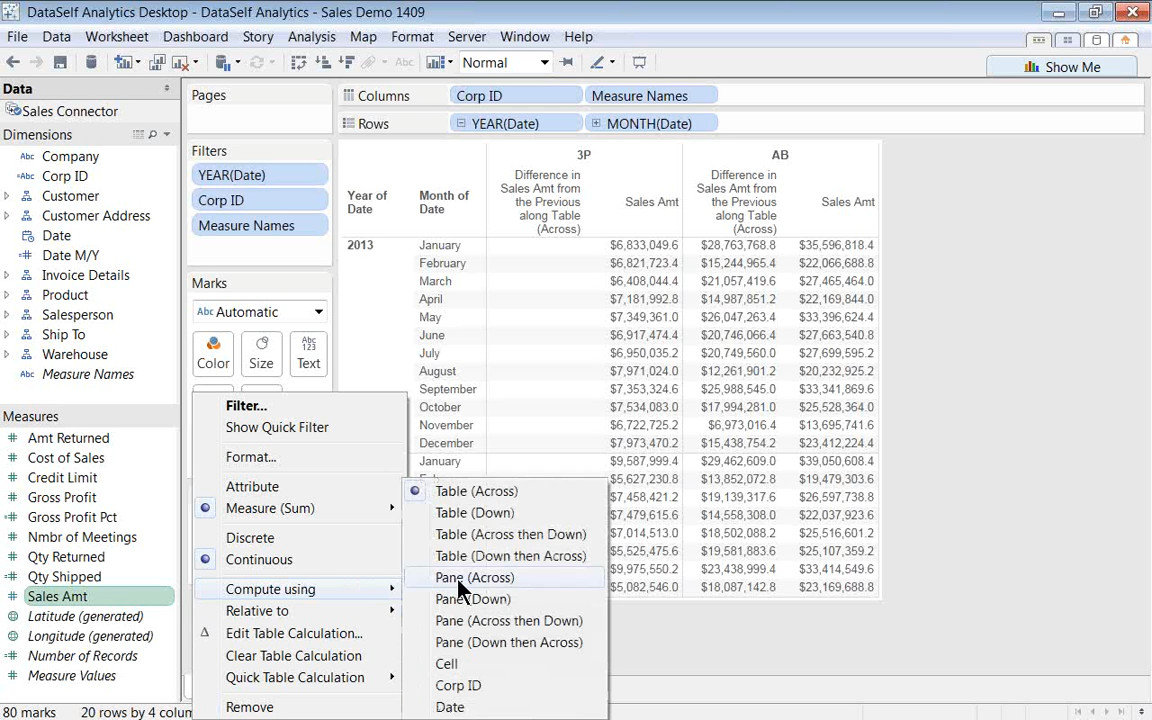 DataSelf Analytics Desktop - DataSelf Analytics - Sales Demo 1409
File Data Worksheet Dashboard Story Analysis Map Format Server Window Help
Abc Normal
Show Me
Data
Sales Connector
Dimensions
Abc Company
Abc Corp ID
Customer
Customer Address
Date
Date M/Y
Invoice Details
Product
Salesperson
Ship To
Warehouse
Abc Measure Names
Measures
Amt Returned
Cost of Sales
Credit Limit
Gross Profit
Gross Profit Pct
Nmbr of Meetings
Qty Returned
Qty Shipped
Sales Amt
Latitude (generated)
Longitude (generated)
Number of Records
Measure Values
Pages
Filters
YEAR(Date)
Corp ID
Measure Names
Marks
Abc Automatic
Color Size Abc 123 Text
Columns Corp ID Measure Names
Rows YEAR(Date) MONTH(Date)
3P AB
Year of Date
Month of Date
Difference in Sales Amt from the Previous along Table (Across)
Sales Amt
Difference in Sales Amt from the Previous along Table (Across)
Sales Amt
2013 January $6,833,049.6 $28,763,768.8 $35,596,818.4
February $6,821,723.4 $15,244,965.4 $22,066,688.8
March $6,408,044.4 $21,057,419.6 $27,465,464.0
April $7,181,992.8 $14,987,851.2 $22,169,844.0
May $7,349,361.0 $26,047,263.4 $33,396,624.4
June $6,917,474.4 $20,746,066.4 $27,663,540.8
July $6,950,035.2 $20,749,560.0 $27,699,595.2
August $7,971,024.0 $12,261,901.2 $20,232,925.2
September $7,353,324.6 $25,988,545.0 $33,341,869.6
October $7,534,083.0 $17,994,281.0 $25,528,364.0
November $6,722,725.2 $6,973,016.4 $13,695,741.6
December $7,973,470.2 $15,438,754.2 $23,412,224.4
January $9,587,999.4 $29,462,609.0 $39,050,608.4
$5,627,230.8 $13,852,072.8 $19,479,303.6
$7,458,421.2 $19,139,317.6 $26,597,738.8
$7,479,615.6 $14,558,308.0 $22,037,923.6
$7,014,513.0 $18,502,088.2 $25,516,601.2
$5,525,475.6 $19,581,883.6 $25,107,359.2
$9,975,550.2 $23,438,999.4 $33,414,549.6
$5,082,546.0 $18,087,142.8 $23,169,688.8
Filter...
Show Quick Filter
Format...
Attribute
Measure (Sum)
Discrete
Continuous
Compute using
Relative to
Edit Table Calculation...
Clear Table Calculation
Quick Table Calculation
Remove
Table (Across)
Table (Down)
Table (Across then Down)
Table (Down then Across)
Pane (Across)
Pane (Down)
Pane (Across then Down)
Pane (Down then Across)
Cell
Corp ID
Date
80 marks 20 rows by 4 colum